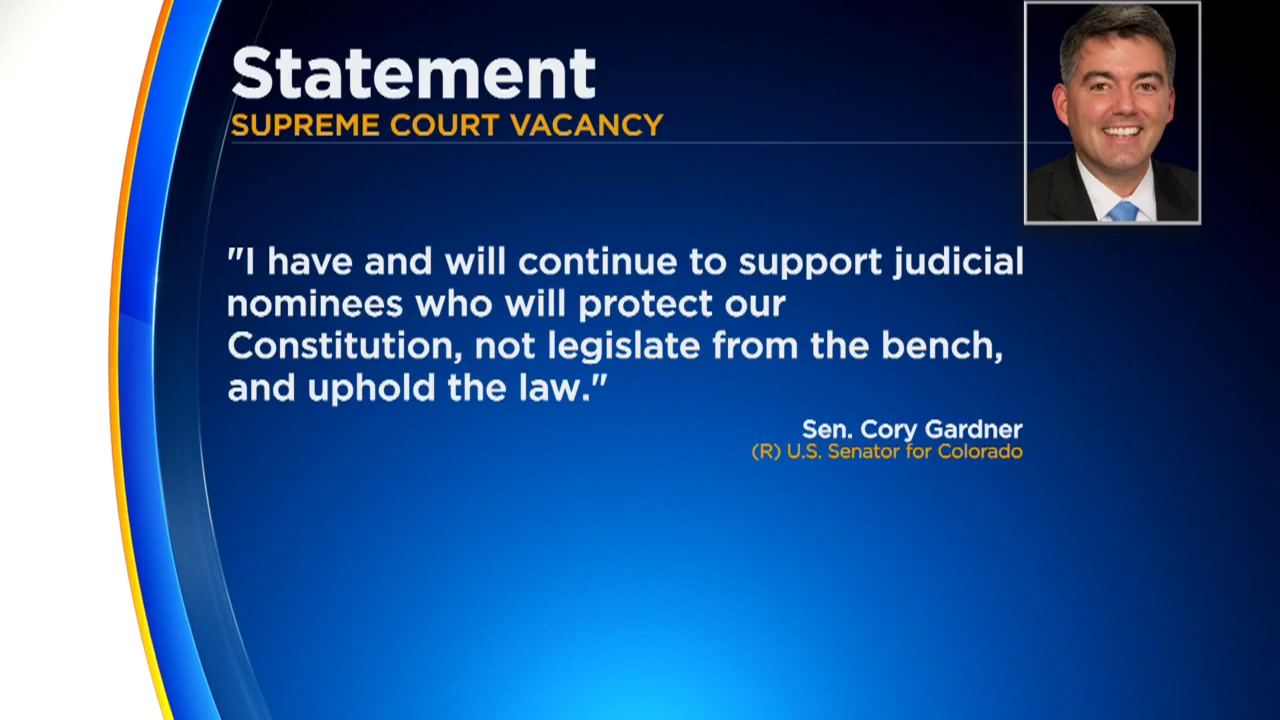 Statement
SUPREME COURT VACANCY
"I have and will continue to support judicial
nominees who will protect our
Constitution, not legislate from the bench,
and uphold the law."
Sen. Cory Gardner
(R) U.S. Senator for Colorado